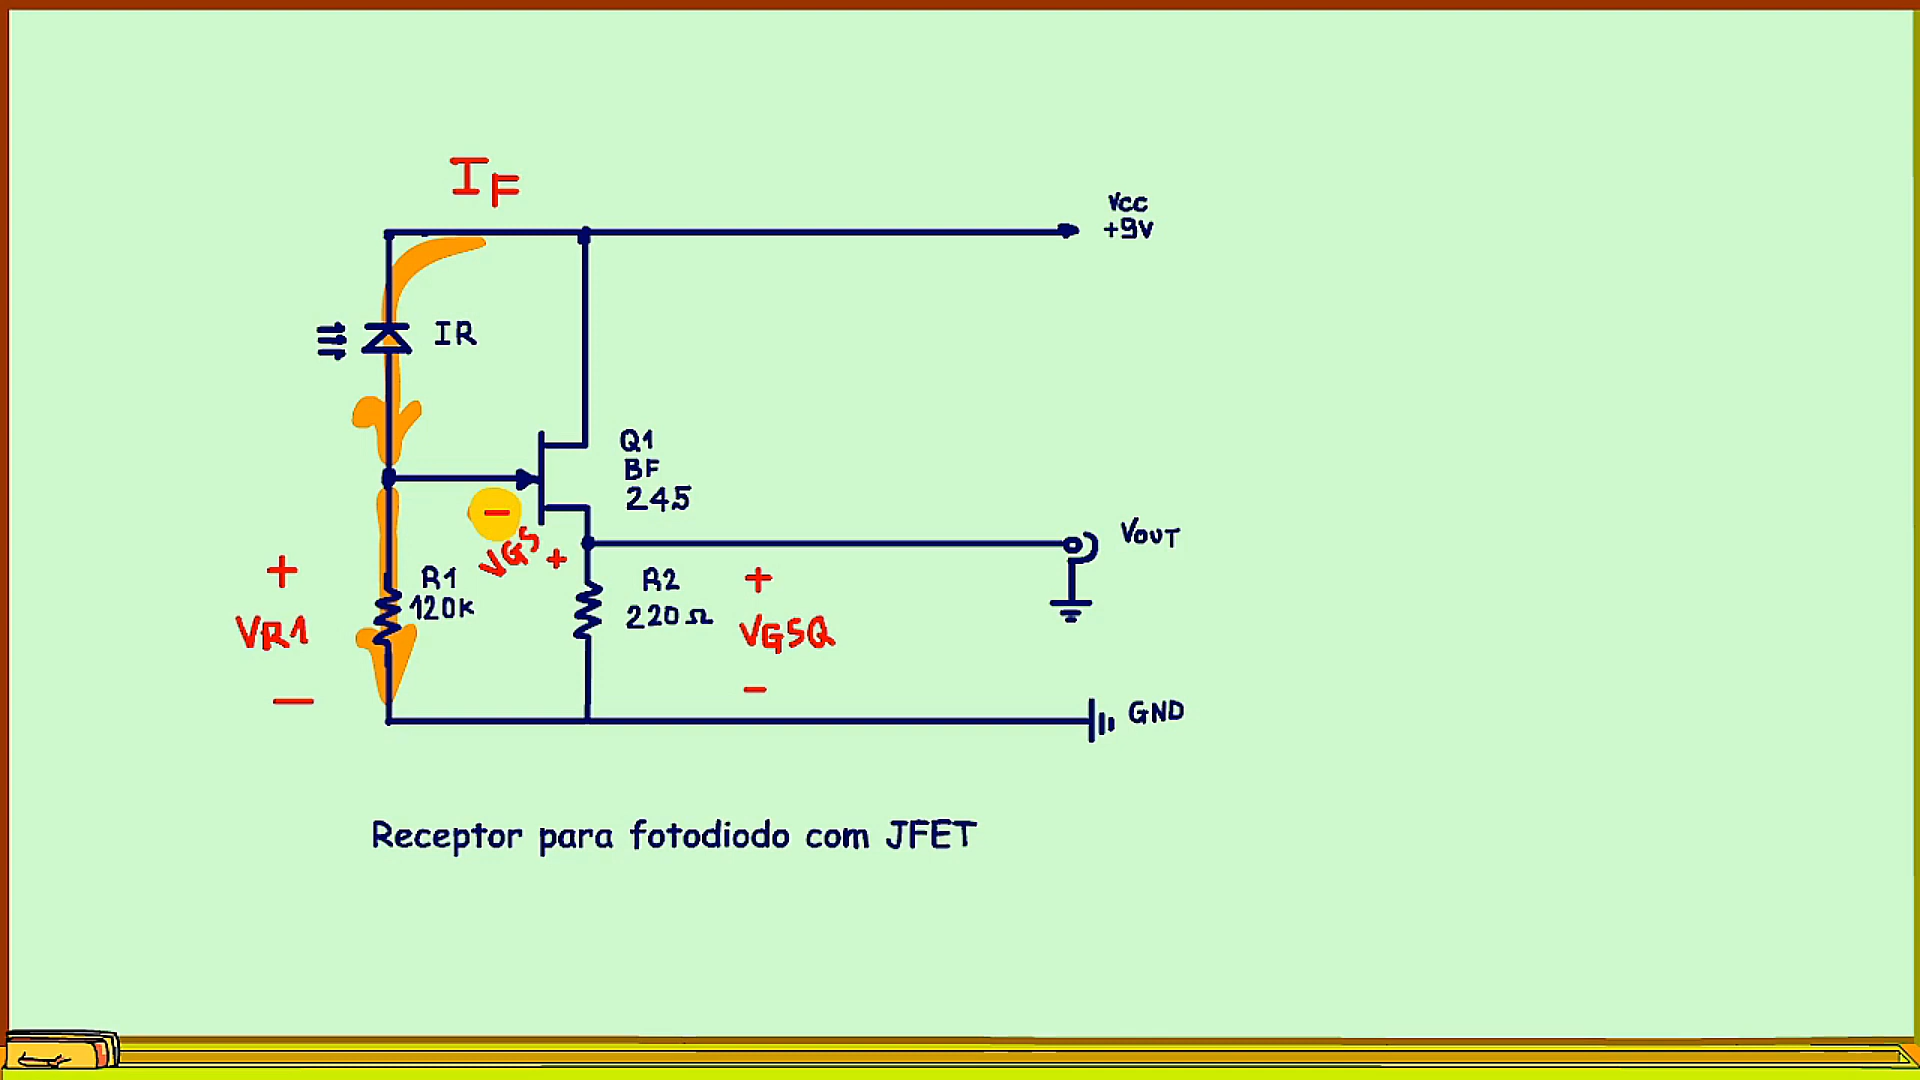 IF
Vcc
+9V
IR
Q1
BF
245
−
VGS
+
VOUT
+
VR1
−
R1
120K
R2
220Ω
+
VGSQ
−
GND
Receptor para fotodiodo com JFET